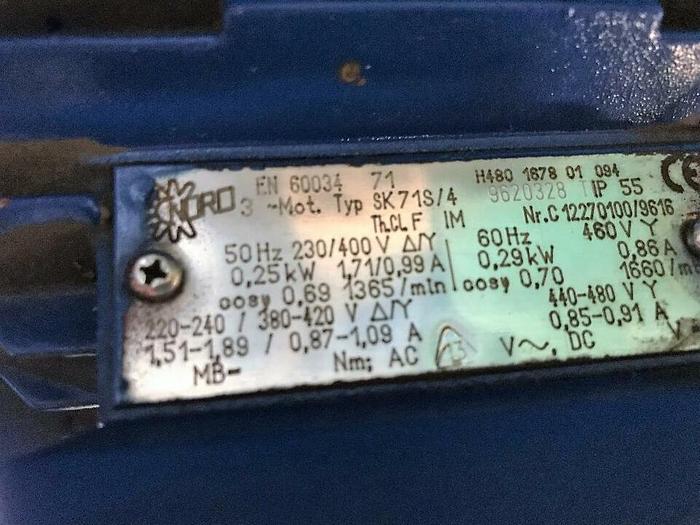 NORD EN 60034 71 H480 1678 01 094 CE
3 ~Mot. Typ SK71S/4 9620328 IP 55
Th.Cl. F IM Nr.C 12270100/9616
50 Hz 230/400 V Δ/Y 60 Hz 460 V Y
0,25 kW 1,71/0,99 A 0,29 kW 0,86 A
cosφ 0,69 1365/min cosφ 0,70 1660/m
220-240 / 380-420 V Δ/Y 440-480 V Y
1,51-1,89 / 0,87-1,09 A 0,85-0,91 A
MB- Nm; AC V~, DC V